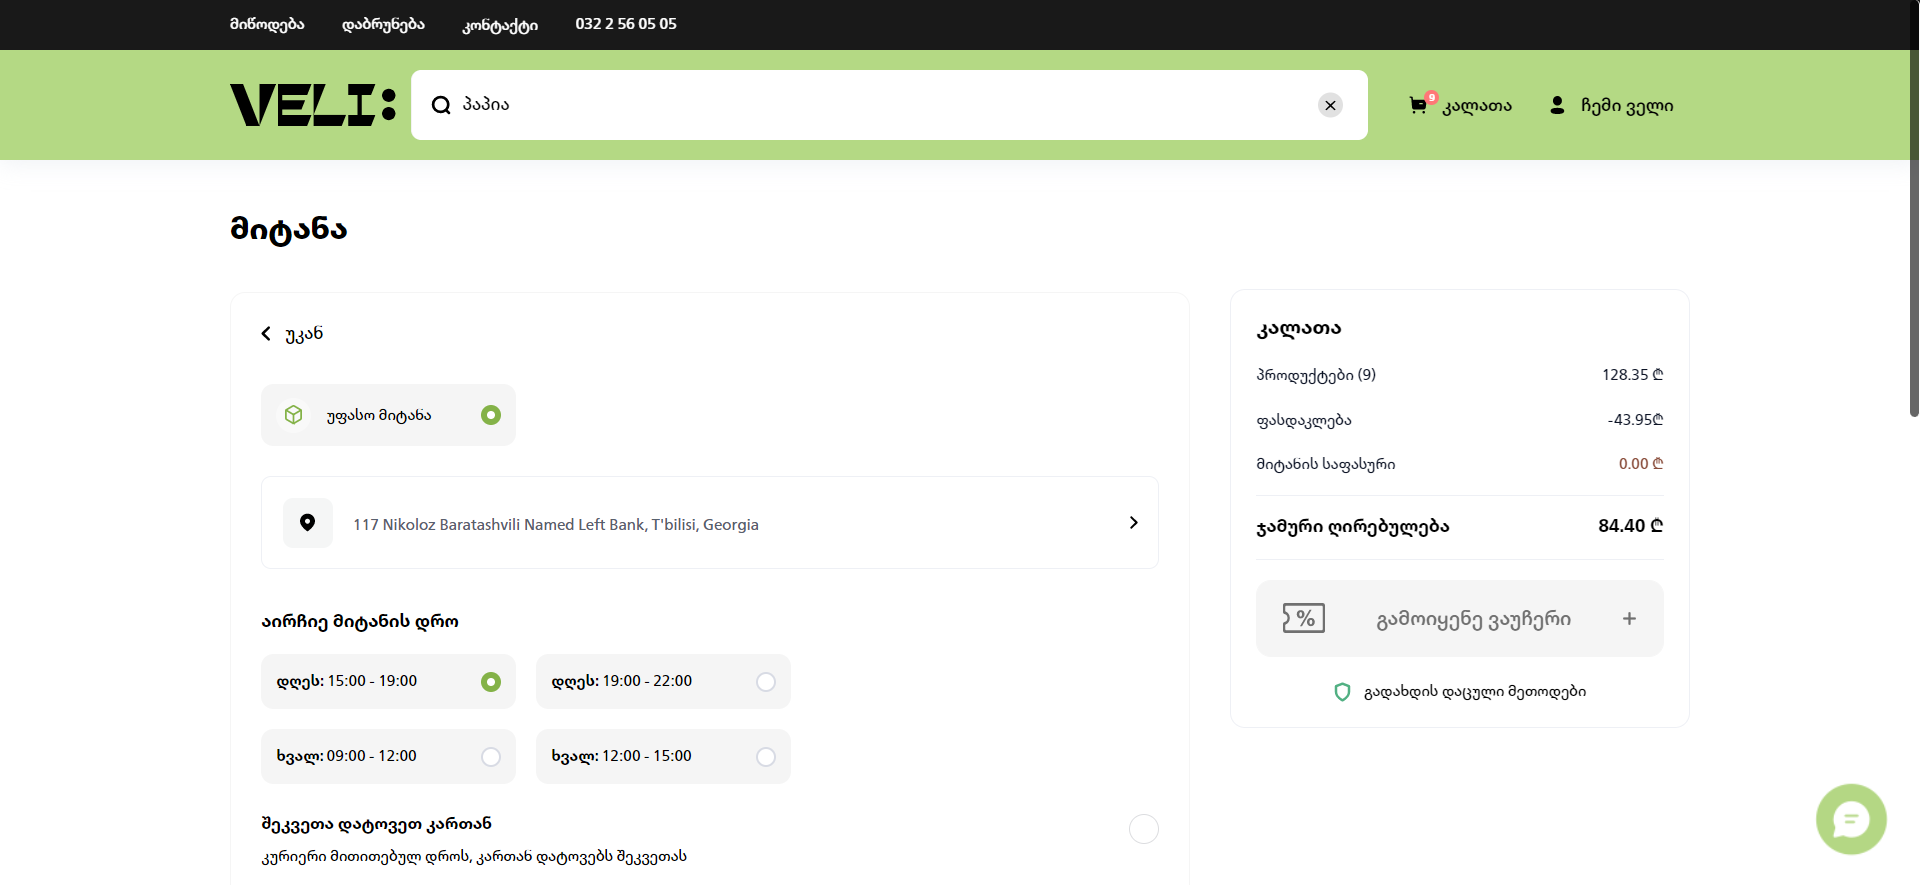 მიწოდება დაბრუნება კონტაქტი 032 2 56 05 05
VELI: პაპია 9 კალათა ჩემი ველი
მიტანა
უკან
უფასო მიტანა
117 Nikoloz Baratashvili Named Left Bank, T'bilisi, Georgia
აირჩიე მიტანის დრო
დღეს: 15:00 - 19:00 დღეს: 19:00 - 22:00
ხვალ: 09:00 - 12:00 ხვალ: 12:00 - 15:00
შეკვეთა დატოვეთ კართან
კურიერი მითითებულ დროს, კართან დატოვებს შეკვეთას
კალათა
პროდუქტები (9) 128.35 ₾
ფასდაკლება -43.95₾
მიტანის საფასური 0.00 ₾
ჯამური ღირებულება 84.40 ₾
% გამოიყენე ვაუჩერი +
გადახდის დაცული მეთოდები